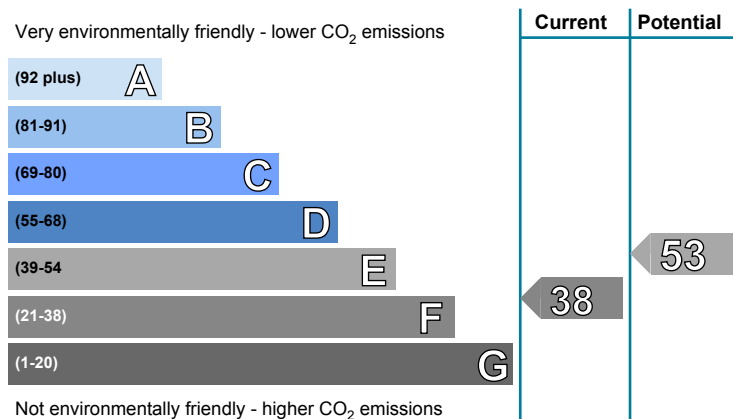 Current Potential
Very environmentally friendly - lower CO2 emissions
(92 plus) A
(81-91) B
(69-80) C
(55-68) D
(39-54 E
53
(21-38) F
38
(1-20) G
Not environmentally friendly - higher CO2 emissions